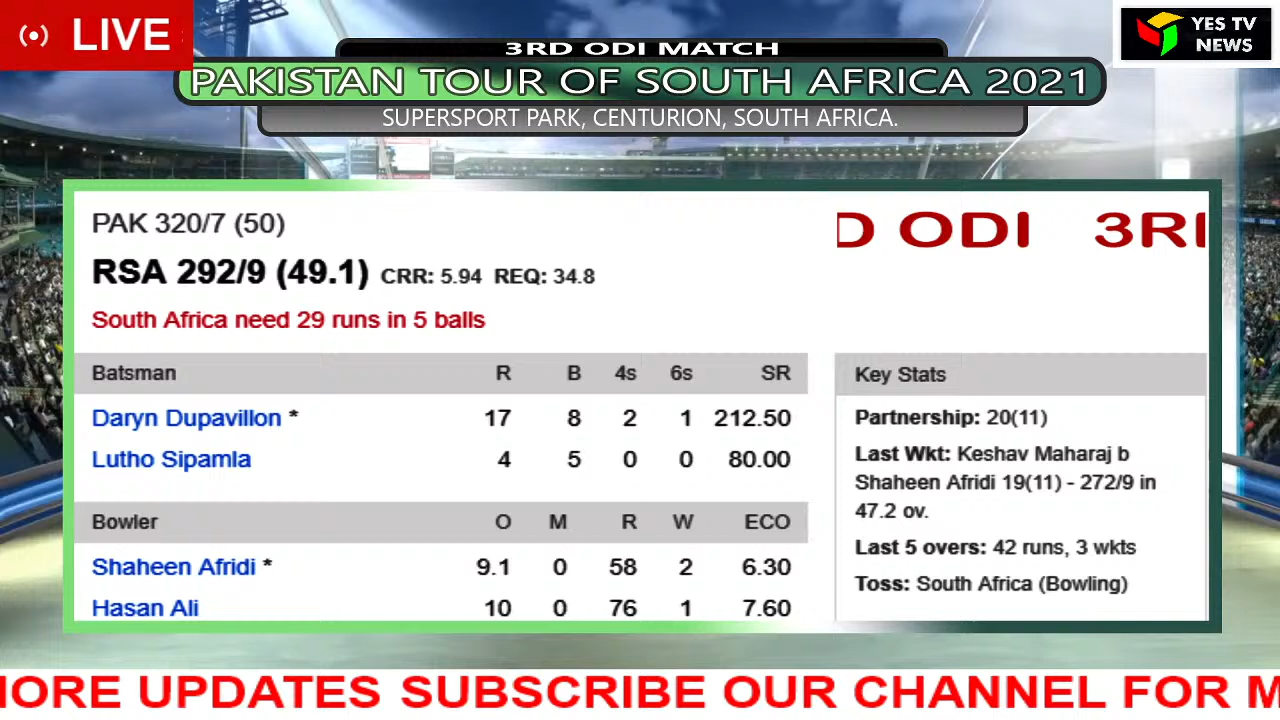 LIVE
YES TV
NEWS
3RD ODI MATCH
PAKISTAN TOUR OF SOUTH AFRICA 2021
SUPERSPORT PARK, CENTURION, SOUTH AFRICA.
PAK 320/7 (50)
D ODI 3R
RSA 292/9 (49.1) CRR: 5.94 REQ: 34.8
South Africa need 29 runs in 5 balls
Batsman R B 4s 6s SR
Daryn Dupavillon * 17 8 2 1 212.50
Lutho Sipamla 4 5 0 0 80.00
Bowler O M R W ECO
Shaheen Afridi * 9.1 0 58 2 6.30
Hasan Ali 10 0 76 1 7.60
Key Stats
Partnership: 20(11)
Last Wkt: Keshav Maharaj b
Shaheen Afridi 19(11) - 272/9 in
47.2 ov.
Last 5 overs: 42 runs, 3 wkts
Toss: South Africa (Bowling)
ORE UPDATES SUBSCRIBE OUR CHANNEL FOR M